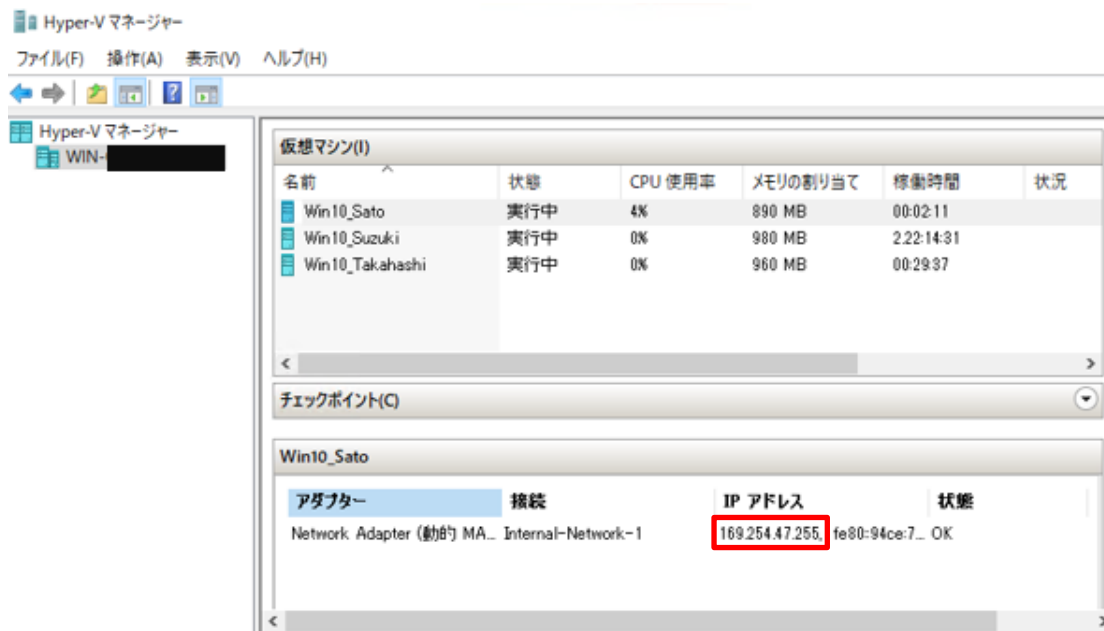 Hyper-V マネージャー
ファイル(F) 操作(A) 表示(V) ヘルプ(H)
Hyper-V マネージャー
WIN-
仮想マシン(I)
名前 状態 CPU 使用率 メモリの割り当て 稼働時間 状況
Win10_Sato 実行中 4% 890 MB 00:02:11
Win10_Suzuki 実行中 0% 980 MB 2.22:14:31
Win10_Takahashi 実行中 0% 960 MB 00:29:37
チェックポイント(C)
Win10_Sato
アダプター 接続 IP アドレス 状態
Network Adapter (動的 MA... Internal-Network-1 169.254.47.255, fe80:94ce:7... OK